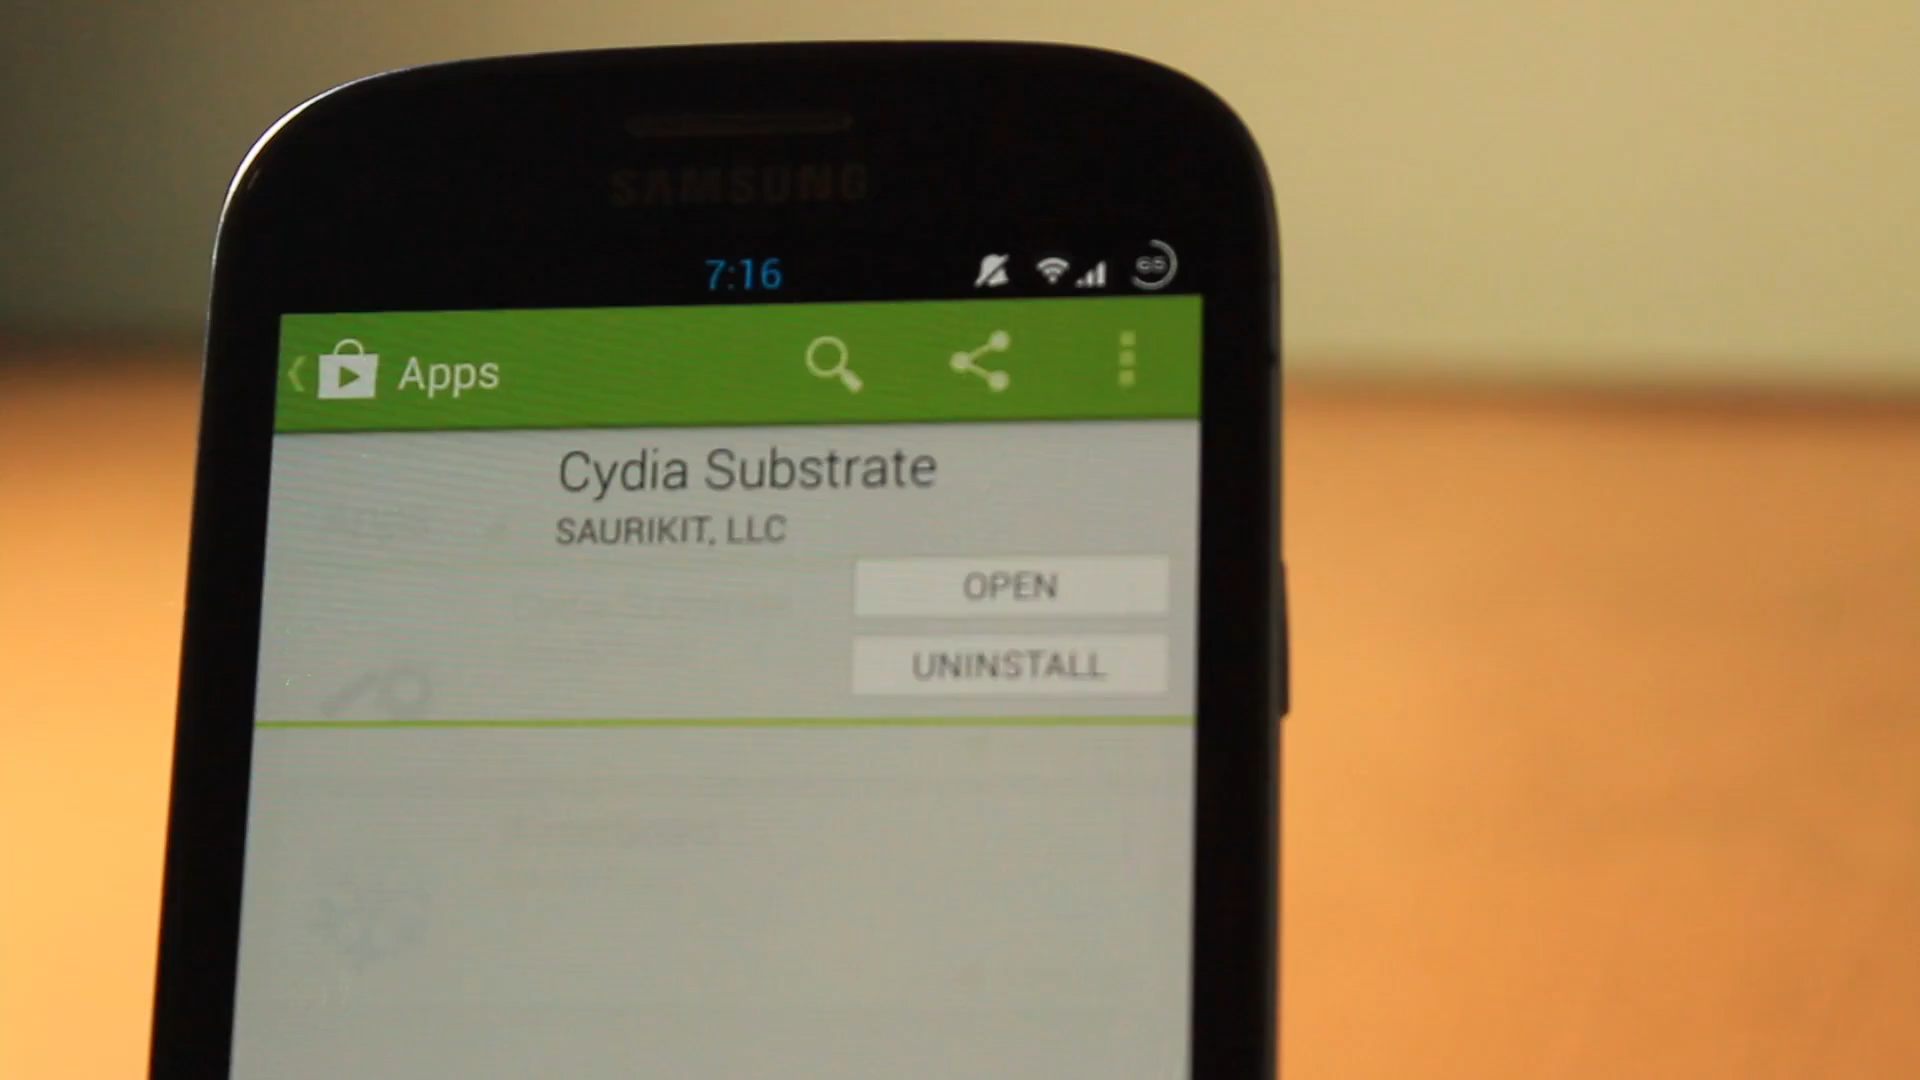 SAMSUNG
7:16
Apps
Cydia Substrate
SAURIKIT, LLC
OPEN
UNINSTALL